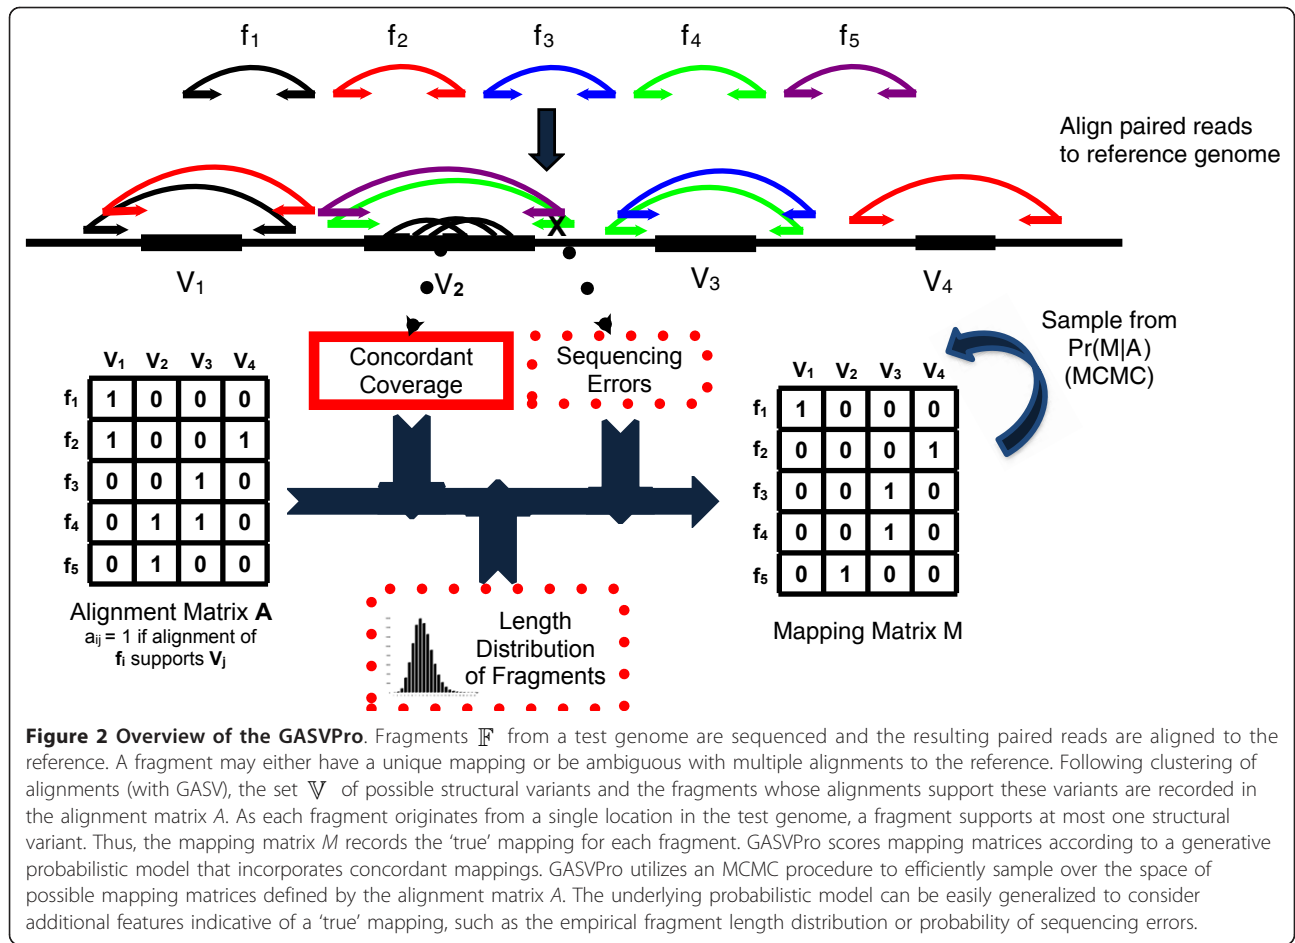 f1 f2 f3 f4 f5
Align paired reads
to reference genome
X
V1 V2 V3 V4
Concordant
Coverage
Sequencing
Errors
Sample from
Pr(M|A)
(MCMC)
V1 V2 V3 V4
f1 1 0 0 0
f2 1 0 0 1
f3 0 0 1 0
f4 0 1 1 0
f5 0 1 0 0
Alignment Matrix A
aij = 1 if alignment of
fi supports Vj
Length
Distribution
of Fragments
V1 V2 V3 V4
f1 1 0 0 0
f2 0 0 0 1
f3 0 0 1 0
f4 0 0 1 0
f5 0 1 0 0
Mapping Matrix M
Figure 2 Overview of the GASVPro. Fragments 𝔽 from a test genome are sequenced and the resulting paired reads are aligned to the
reference. A fragment may either have a unique mapping or be ambiguous with multiple alignments to the reference. Following clustering of
alignments (with GASV), the set 𝕍 of possible structural variants and the fragments whose alignments support these variants are recorded in
the alignment matrix A. As each fragment originates from a single location in the test genome, a fragment supports at most one structural
variant. Thus, the mapping matrix M records the ‘true’ mapping for each fragment. GASVPro scores mapping matrices according to a generative
probabilistic model that incorporates concordant mappings. GASVPro utilizes an MCMC procedure to efficiently sample over the space of
possible mapping matrices defined by the alignment matrix A. The underlying probabilistic model can be easily generalized to consider
additional features indicative of a ‘true’ mapping, such as the empirical fragment length distribution or probability of sequencing errors.